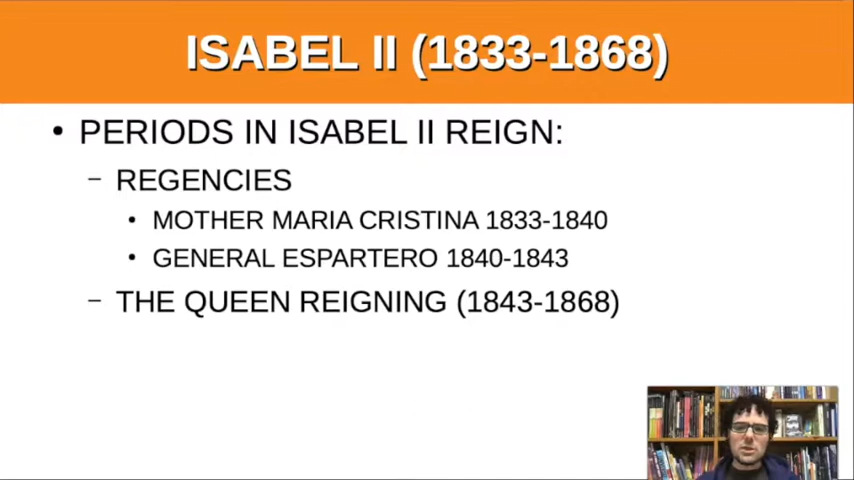 ISABEL II (1833-1868)
• PERIODS IN ISABEL II REIGN:
– REGENCIES
• MOTHER MARIA CRISTINA 1833-1840
• GENERAL ESPARTERO 1840-1843
– THE QUEEN REIGNING (1843-1868)